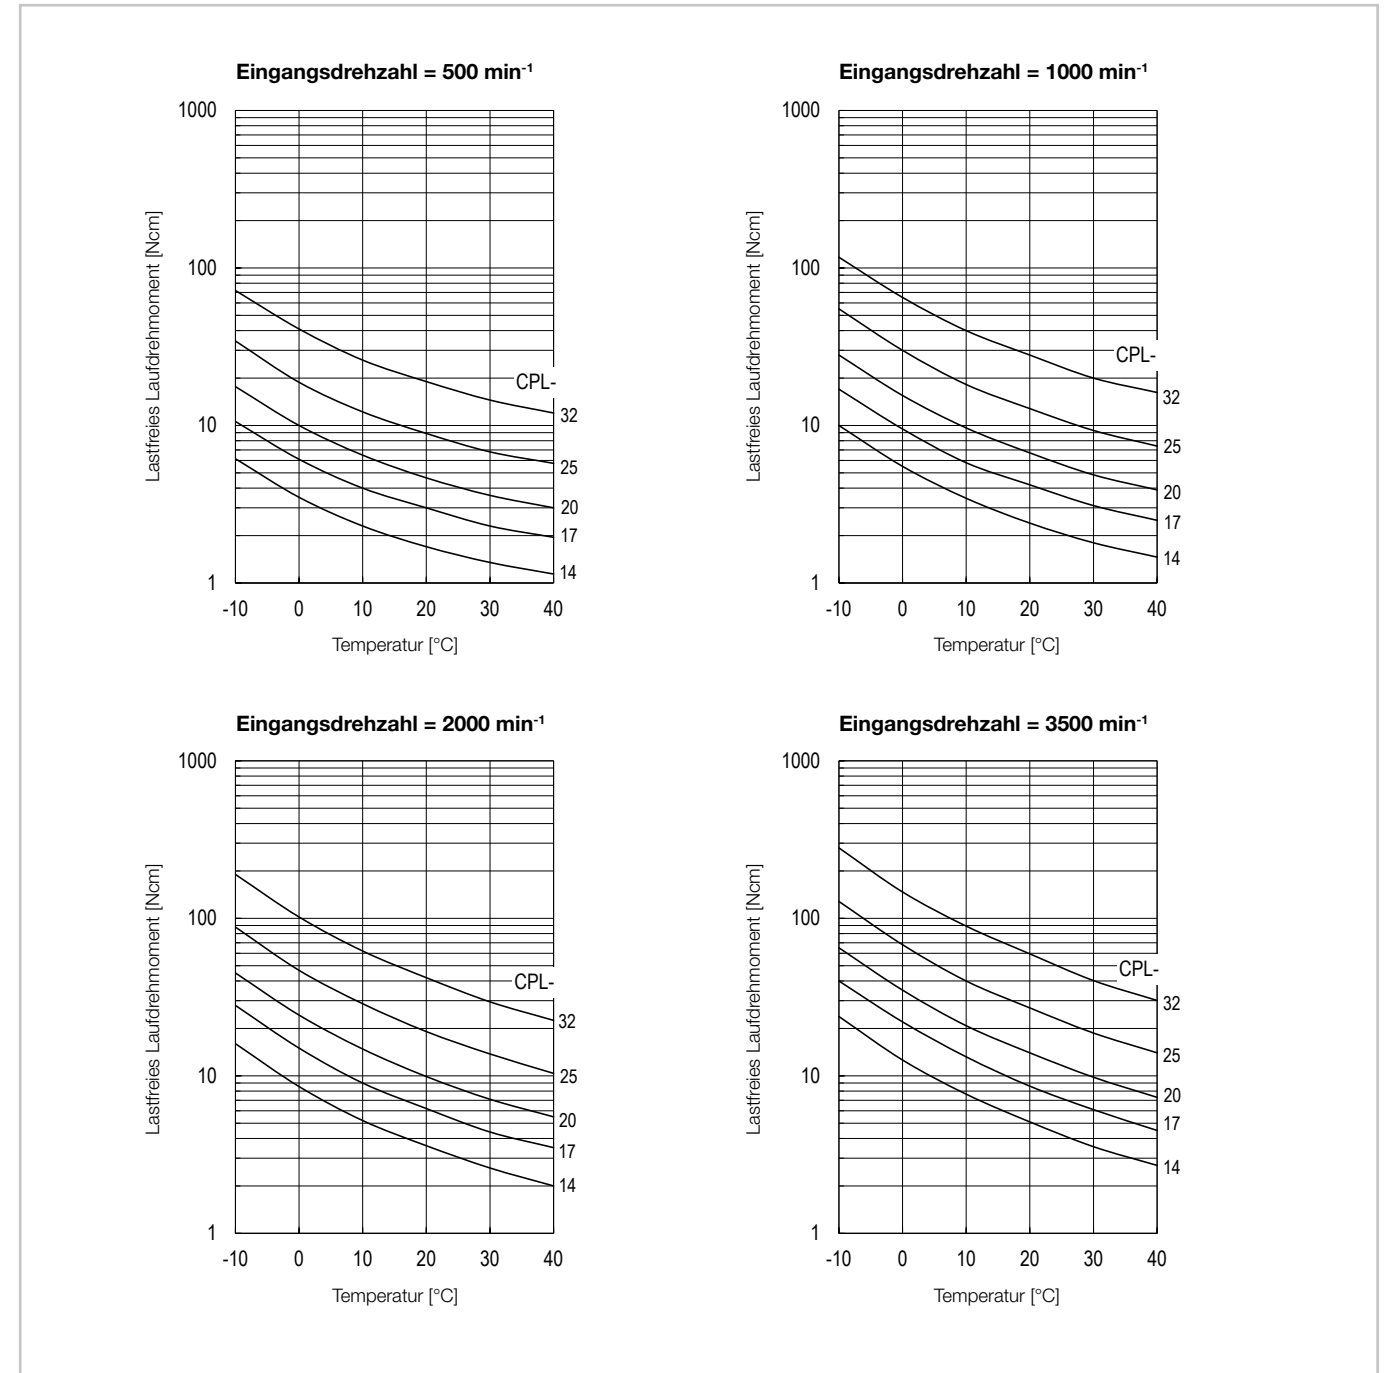 Eingangsdrehzahl = 500 min-1
1000
100
10
1
Lastfreies Laufdrehmoment [Ncm]
CPL-
32
25
20
17
14
-10 0 10 20 30 40
Temperatur [°C]
Eingangsdrehzahl = 1000 min-1
1000
100
10
1
Lastfreies Laufdrehmoment [Ncm]
CPL-
32
25
20
17
14
-10 0 10 20 30 40
Temperatur [°C]
Eingangsdrehzahl = 2000 min-1
1000
100
10
1
Lastfreies Laufdrehmoment [Ncm]
CPL-
32
25
20
17
14
-10 0 10 20 30 40
Temperatur [°C]
Eingangsdrehzahl = 3500 min-1
1000
100
10
1
Lastfreies Laufdrehmoment [Ncm]
CPL-
32
25
20
17
14
-10 0 10 20 30 40
Temperatur [°C]